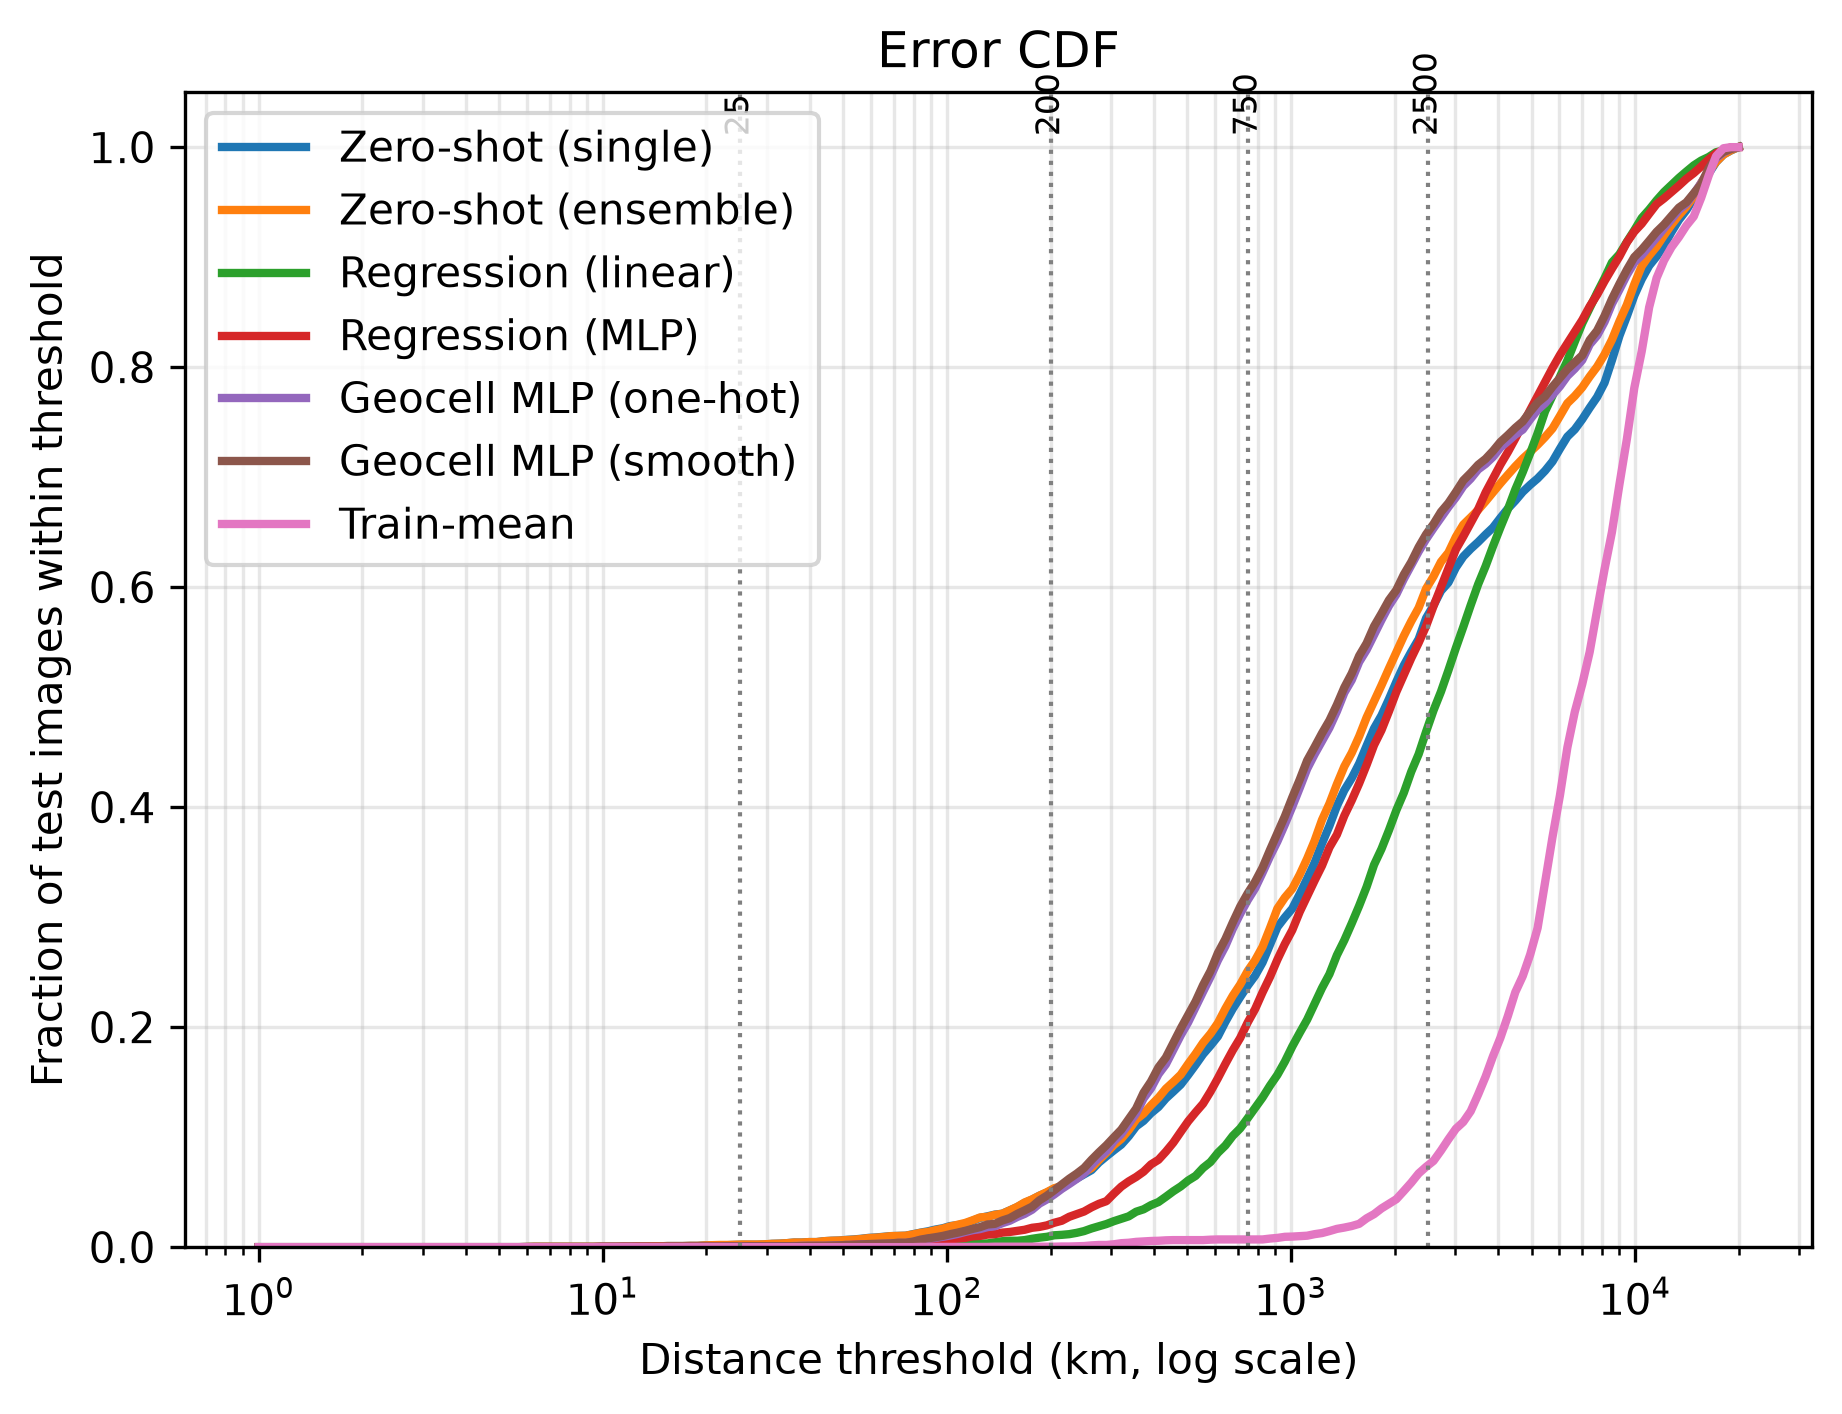 Error CDF
25
200
750
2500
Zero-shot (single)
Zero-shot (ensemble)
Regression (linear)
Regression (MLP)
Geocell MLP (one-hot)
Geocell MLP (smooth)
Train-mean
Fraction of test images within threshold
1.0
0.8
0.6
0.4
0.2
0.0
10⁰ 10¹ 10² 10³ 10⁴
Distance threshold (km, log scale)